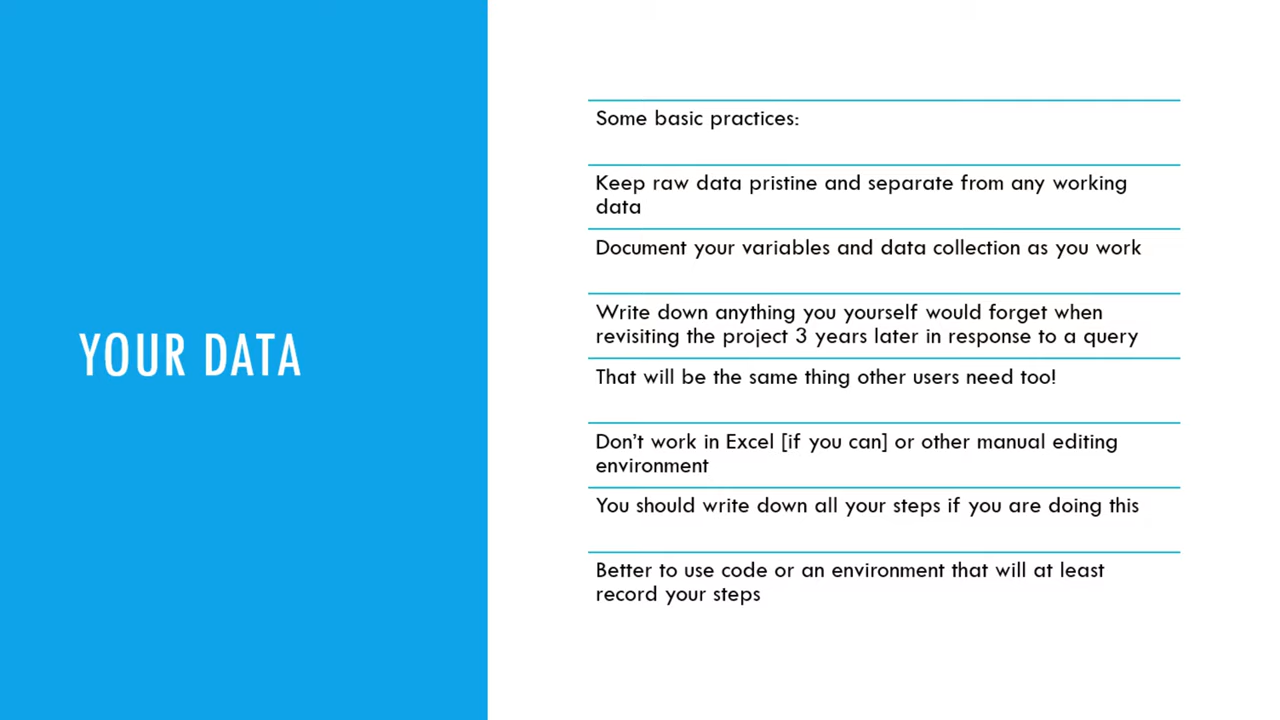 YOUR DATA
Some basic practices:
Keep raw data pristine and separate from any working
data
Document your variables and data collection as you work
Write down anything you yourself would forget when
revisiting the project 3 years later in response to a query
That will be the same thing other users need too!
Don’t work in Excel [if you can] or other manual editing
environment
You should write down all your steps if you are doing this
Better to use code or an environment that will at least
record your steps